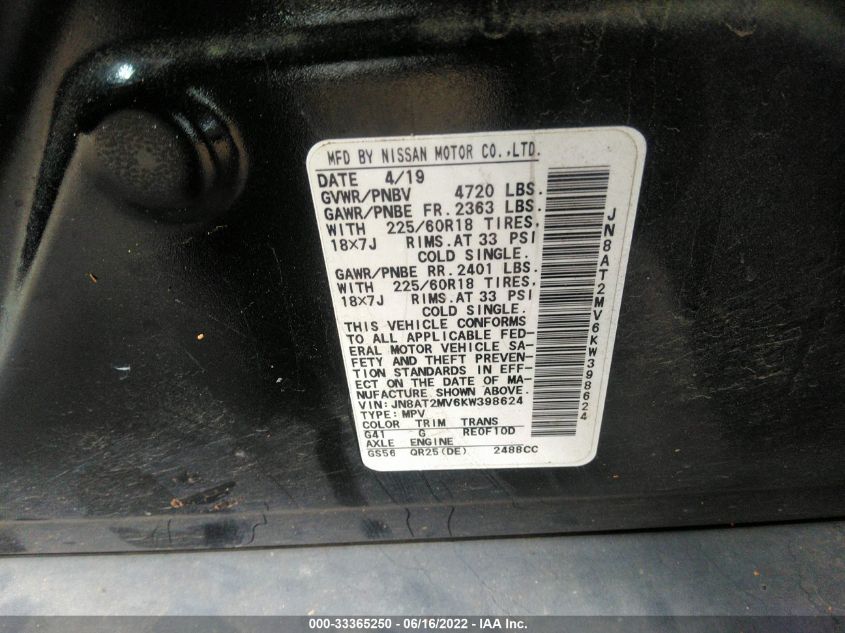 MFD BY NISSAN MOTOR CO.,LTD.
DATE 4/19
GVWR/PNBV 4720 LBS.
GAWR/PNBE FR. 2363 LBS.
WITH 225/60R18 TIRES,
18×7J RIMS.AT 33 PSI
COLD SINGLE.
GAWR/PNBE RR. 2401 LBS.
WITH 225/60R18 TIRES,
18×7J RIMS.AT 33 PSI
COLD SINGLE.
THIS VEHICLE CONFORMS
TO ALL APPLICABLE FED-
ERAL MOTOR VEHICLE SA-
FETY AND THEFT PREVEN-
TION STANDARDS IN EFF-
ECT ON THE DATE OF MA-
NUFACTURE SHOWN ABOVE.
VIN: JN8AT2MV6KW398624
TYPE: MPV
COLOR TRIM TRANS
G41 G RE0F10D
AXLE ENGINE
GS56 QR25(DE) 2488CC
JN8AT2MV6KW398624
000-33365250 - 06/16/2022 - IAA Inc.